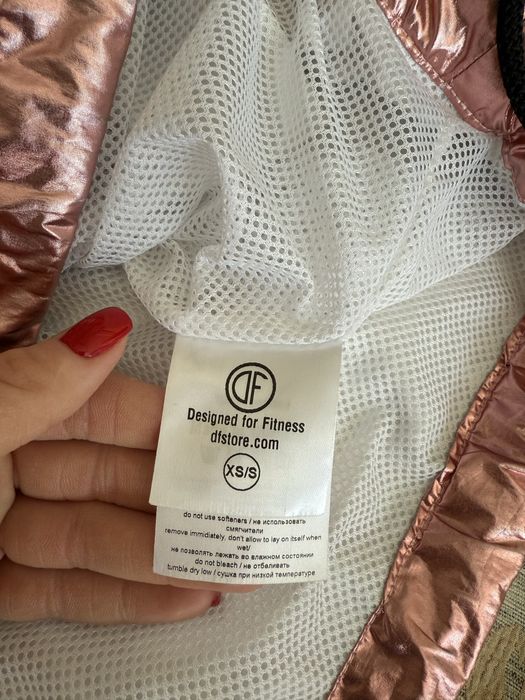 DF
Designed for Fitness
dfstore.com
XS/S
do not use softeners / не использовать
смягчители
remove immediately, don't allow to lay on itself when
wet/
не позволять лежать во влажном состоянии
do not bleach / не отбеливать
tumble dry low / сушка при низкой температуре